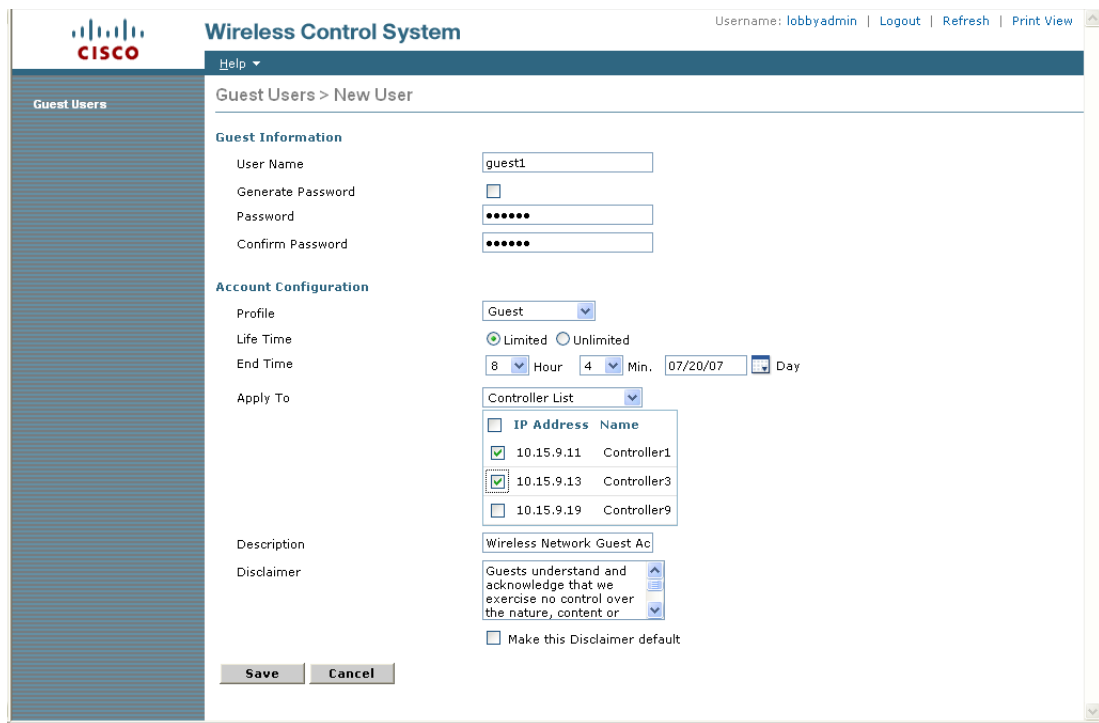 Username: lobbyadmin | Logout | Refresh | Print View
CISCO
Wireless Control System
Help
Guest Users
Guest Users > New User
Guest Information
User Name guest1
Generate Password
Password ••••••
Confirm Password ••••••
Account Configuration
Profile Guest
Life Time Limited Unlimited
End Time 8 Hour 4 Min. 07/20/07 Day
Apply To Controller List
IP Address Name
10.15.9.11 Controller1
10.15.9.13 Controller3
10.15.9.19 Controller9
Description Wireless Network Guest Ac
Disclaimer Guests understand and
acknowledge that we
exercise no control over
the nature, content or
Make this Disclaimer default
Save Cancel